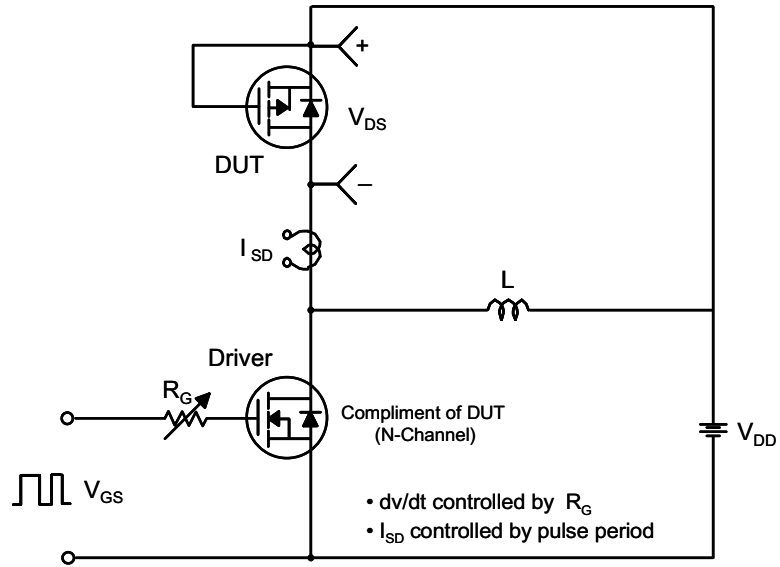 +
V_DS
DUT
–
I_SD
L
Driver
R_G
Compliment of DUT
(N-Channel)
V_DD
V_GS
• dv/dt controlled by R_G
• I_SD controlled by pulse period